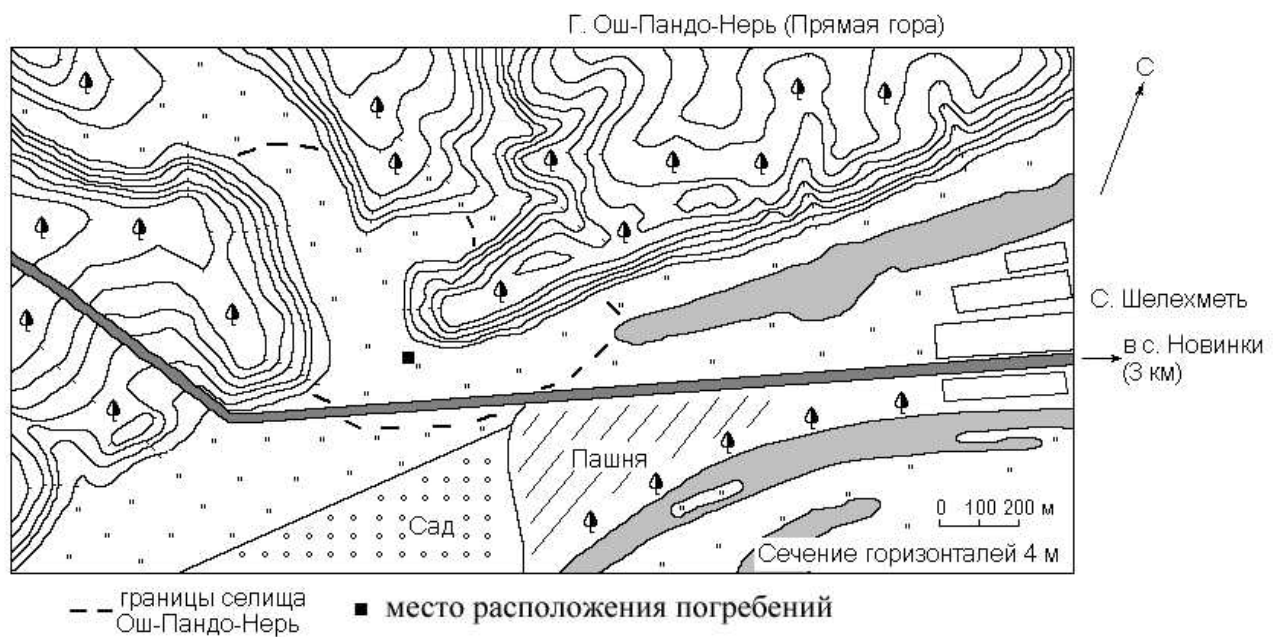 Г. Ош-Пандо-Нерь (Прямая гора)
С
С. Шелехметь
в с. Новинки
(3 км)
Пашня
Сад
0 100 200 м
Сечение горизонталей 4 м
границы селища
Ош-Пандо-Нерь
место расположения погребений